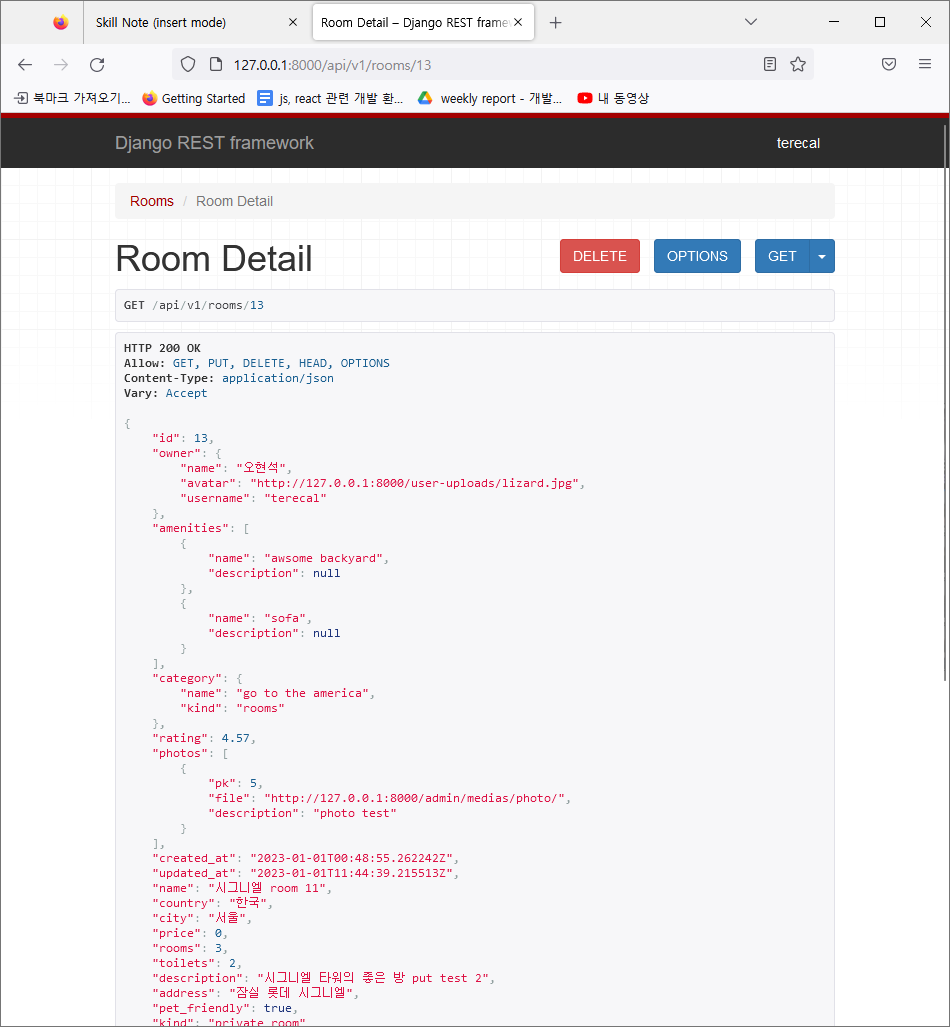 Skill Note (insert mode)
Room Detail – Django REST frame
127.0.0.1:8000/api/v1/rooms/13
북마크 가져오기... Getting Started js, react 관련 개발 환... weekly report - 개발... 내 동영상
Django REST framework terecal
Rooms / Room Detail
Room Detail DELETE OPTIONS GET
GET /api/v1/rooms/13
HTTP 200 OK
Allow: GET, PUT, DELETE, HEAD, OPTIONS
Content-Type: application/json
Vary: Accept
{
"id": 13,
"owner": {
"name": "오현석",
"avatar": "http://127.0.0.1:8000/user-uploads/lizard.jpg",
"username": "terecal"
},
"amenities": [
{
"name": "awsome backyard",
"description": null
},
{
"name": "sofa",
"description": null
}
],
"category": {
"name": "go to the america",
"kind": "rooms"
},
"rating": 4.57,
"photos": [
{
"pk": 5,
"file": "http://127.0.0.1:8000/admin/medias/photo/",
"description": "photo test"
}
],
"created_at": "2023-01-01T00:48:55.262242Z",
"updated_at": "2023-01-01T11:44:39.215513Z",
"name": "시그니엘 room 11",
"country": "한국",
"city": "서울",
"price": 0,
"rooms": 3,
"toilets": 2,
"description": "시그니엘 타워의 좋은 방 put test 2",
"address": "잠실 롯데 시그니엘",
"pet_friendly": true,
"kind": "private_room"